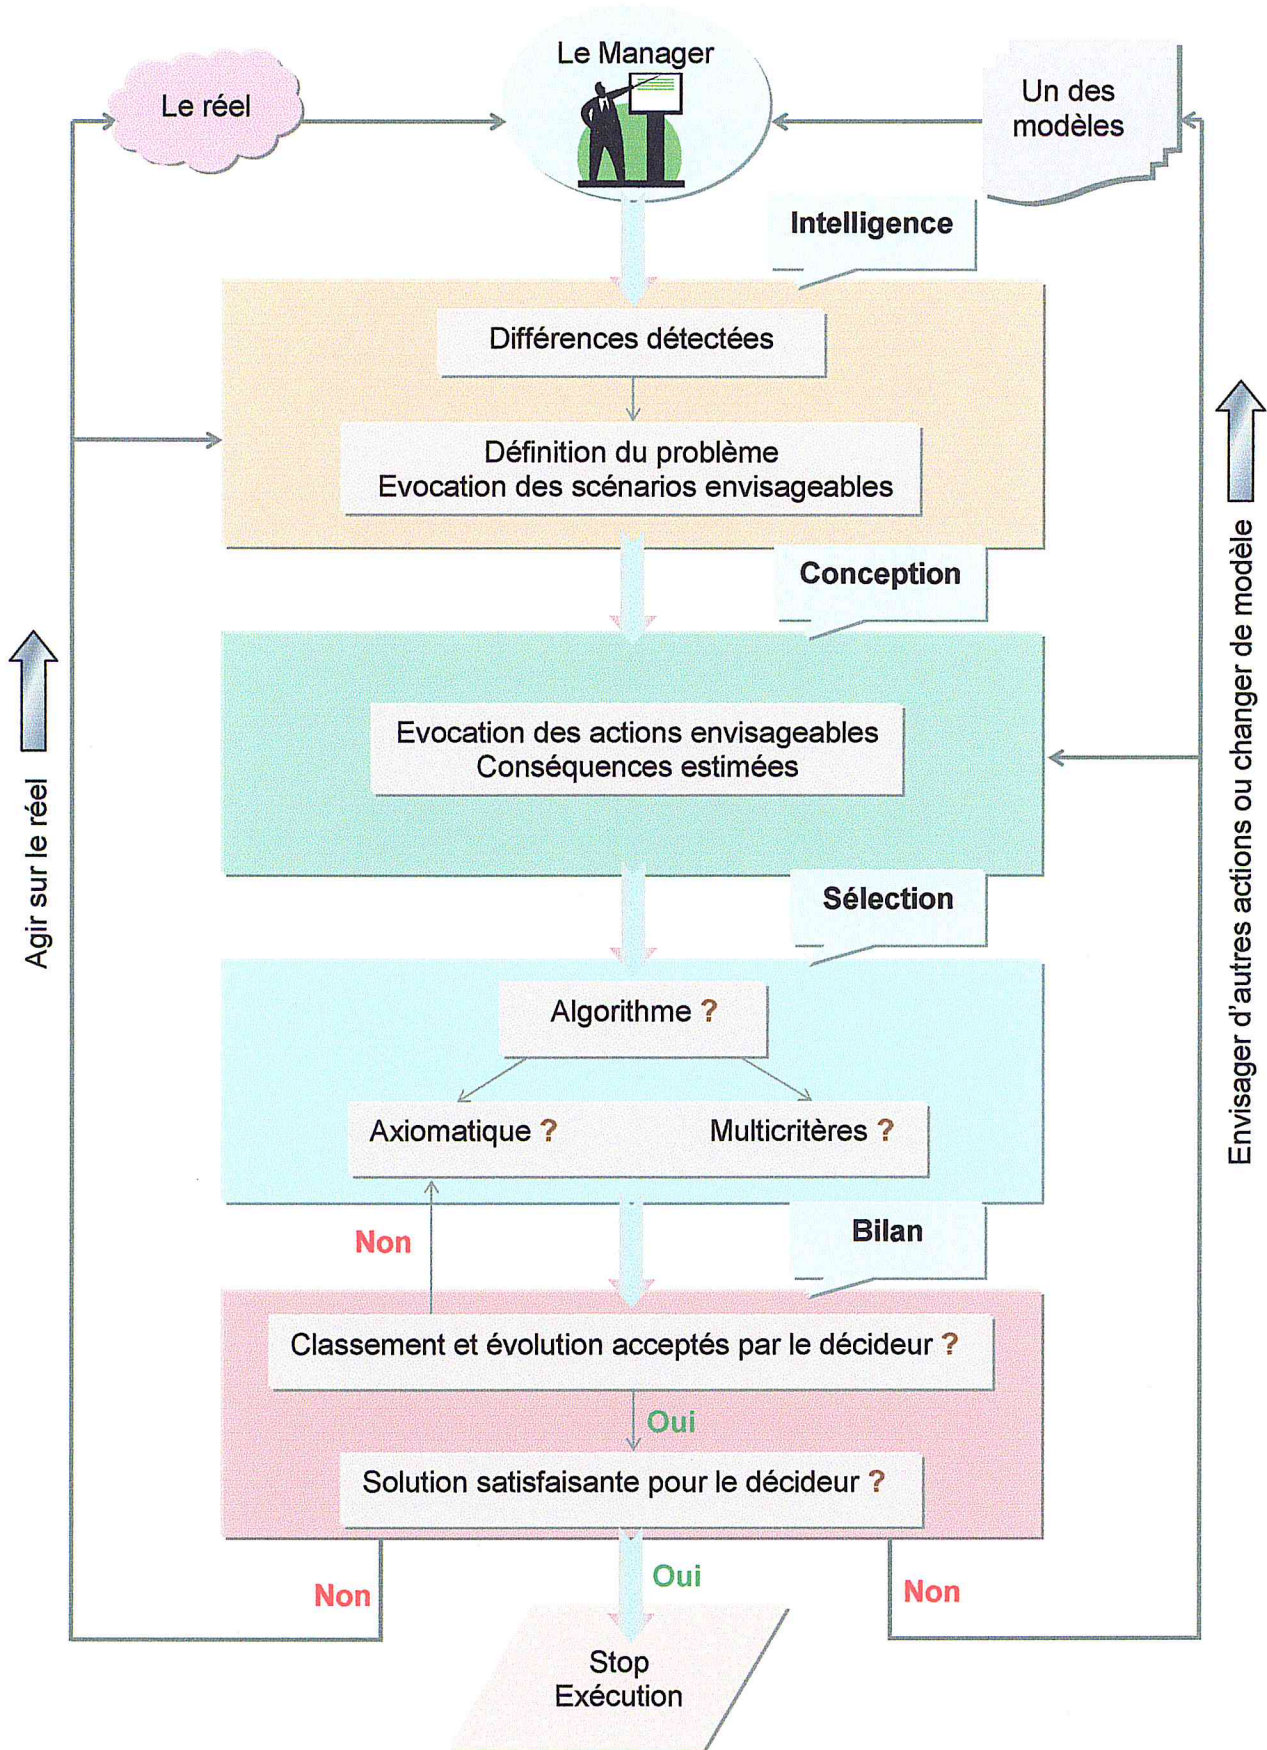 Le Manager
Le réel
Un des
modèles
Intelligence
Différences détectées
Définition du problème
Evocation des scénarios envisageables
Conception
Evocation des actions envisageables
Conséquences estimées
Sélection
Algorithme ?
Axiomatique ?
Multicritères ?
Non
Bilan
Classement et évolution acceptés par le décideur ?
Oui
Solution satisfaisante pour le décideur ?
Non
Oui
Non
Stop
Exécution
Agir sur le réel
Envisager d'autres actions ou changer de modèle